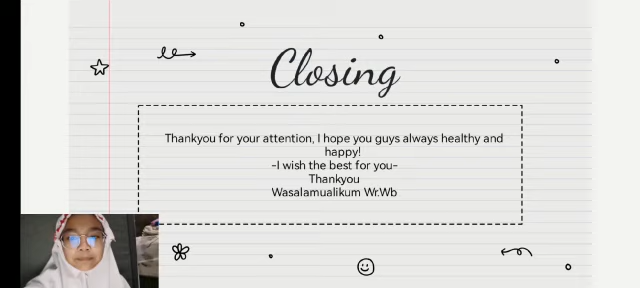 Closing
Thankyou for your attention, I hope you guys always healthy and
happy!
-I wish the best for you-
Thankyou
Wasalamualikum Wr.Wb